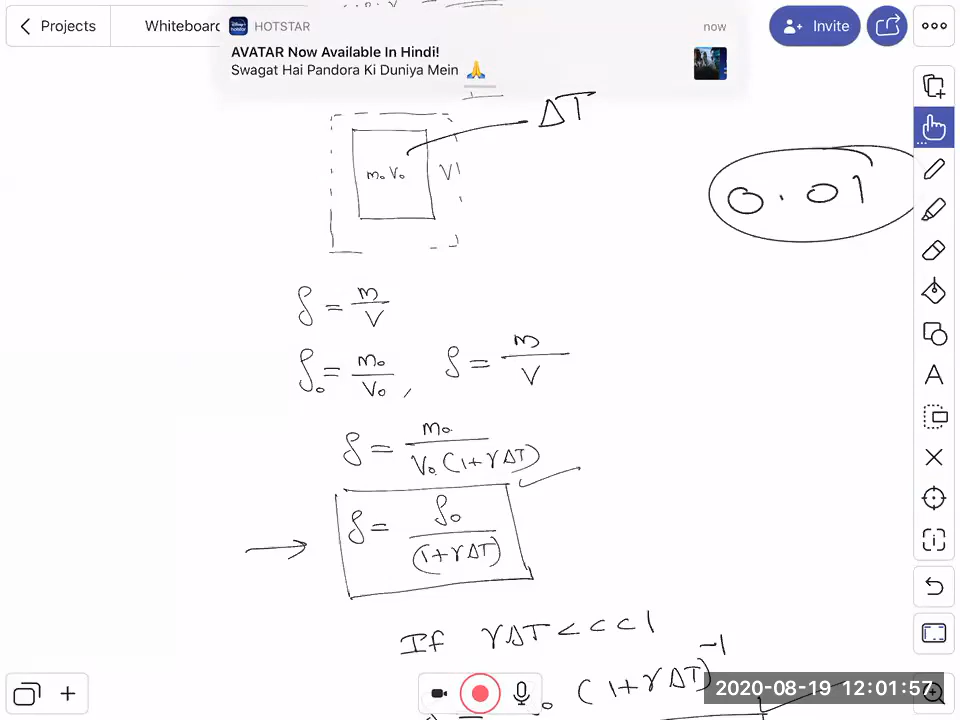 Projects
Whiteboard
HOTSTAR
now
AVATAR Now Available In Hindi!
Swagat Hai Pandora Ki Duniya Mein 🙏
Invite
ΔT
m₀ V₀
V
0.01
ρ = m/V
ρ₀ = m₀/V₀, ρ = m/V
ρ = m₀/V₀(1+γΔT)
→ ρ = ρ₀/(1+γΔT)
If γΔT <<<1
(1+γΔT)⁻¹
2020-08-19 12:01:57